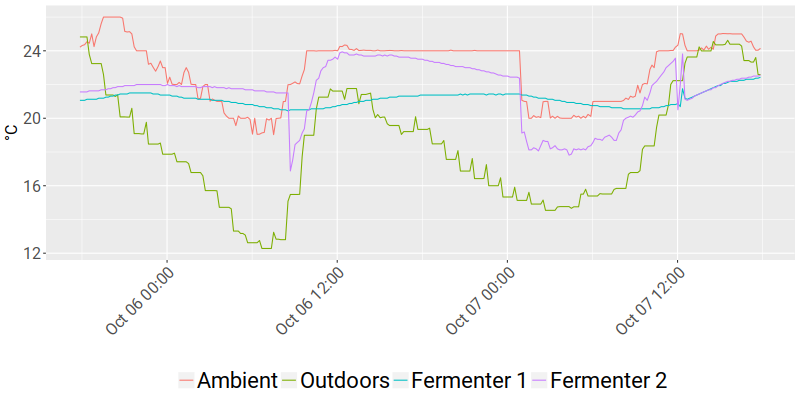 °C
24
20
16
12
Oct 06 00:00
Oct 06 12:00
Oct 07 00:00
Oct 07 12:00
Ambient Outdoors Fermenter 1 Fermenter 2